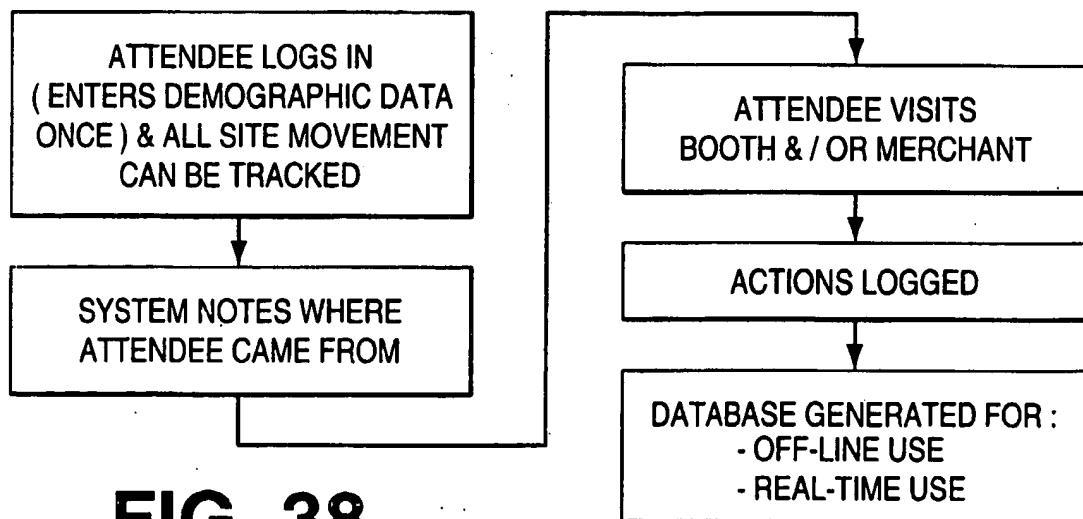 ATTENDEE LOGS IN
( ENTERS DEMOGRAPHIC DATA
ONCE ) & ALL SITE MOVEMENT
CAN BE TRACKED
SYSTEM NOTES WHERE
ATTENDEE CAME FROM
ATTENDEE VISITS
BOOTH & / OR MERCHANT
ACTIONS LOGGED
DATABASE GENERATED FOR :
- OFF-LINE USE
- REAL-TIME USE
FIG. 38